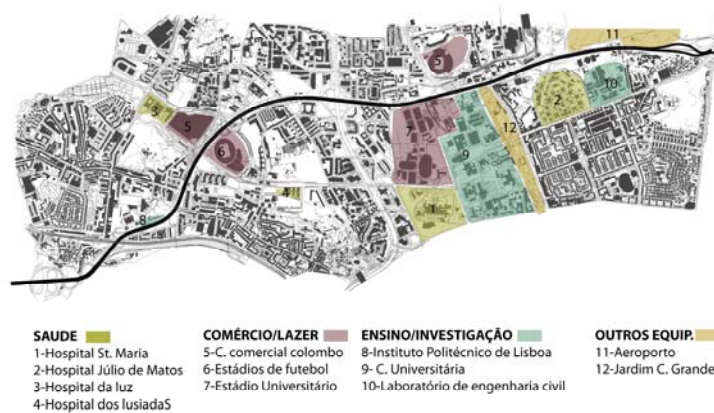 11
5
10
2
3
5
7
12
6
9
4
1
8
SAUDE
1-Hospital St. Maria
2-Hospital Júlio de Matos
3-Hospital da luz
4-Hospital dos lusiadaS
COMÉRCIO/LAZER
5-C. comercial colombo
6-Estádios de futebol
7-Estádio Universitário
ENSINO/INVESTIGAÇÃO
8-Instituto Politécnico de Lisboa
9- C. Universitária
10-Laboratório de engenharia civil
OUTROS EQUIP.
11-Aeroporto
12-Jardim C. Grande